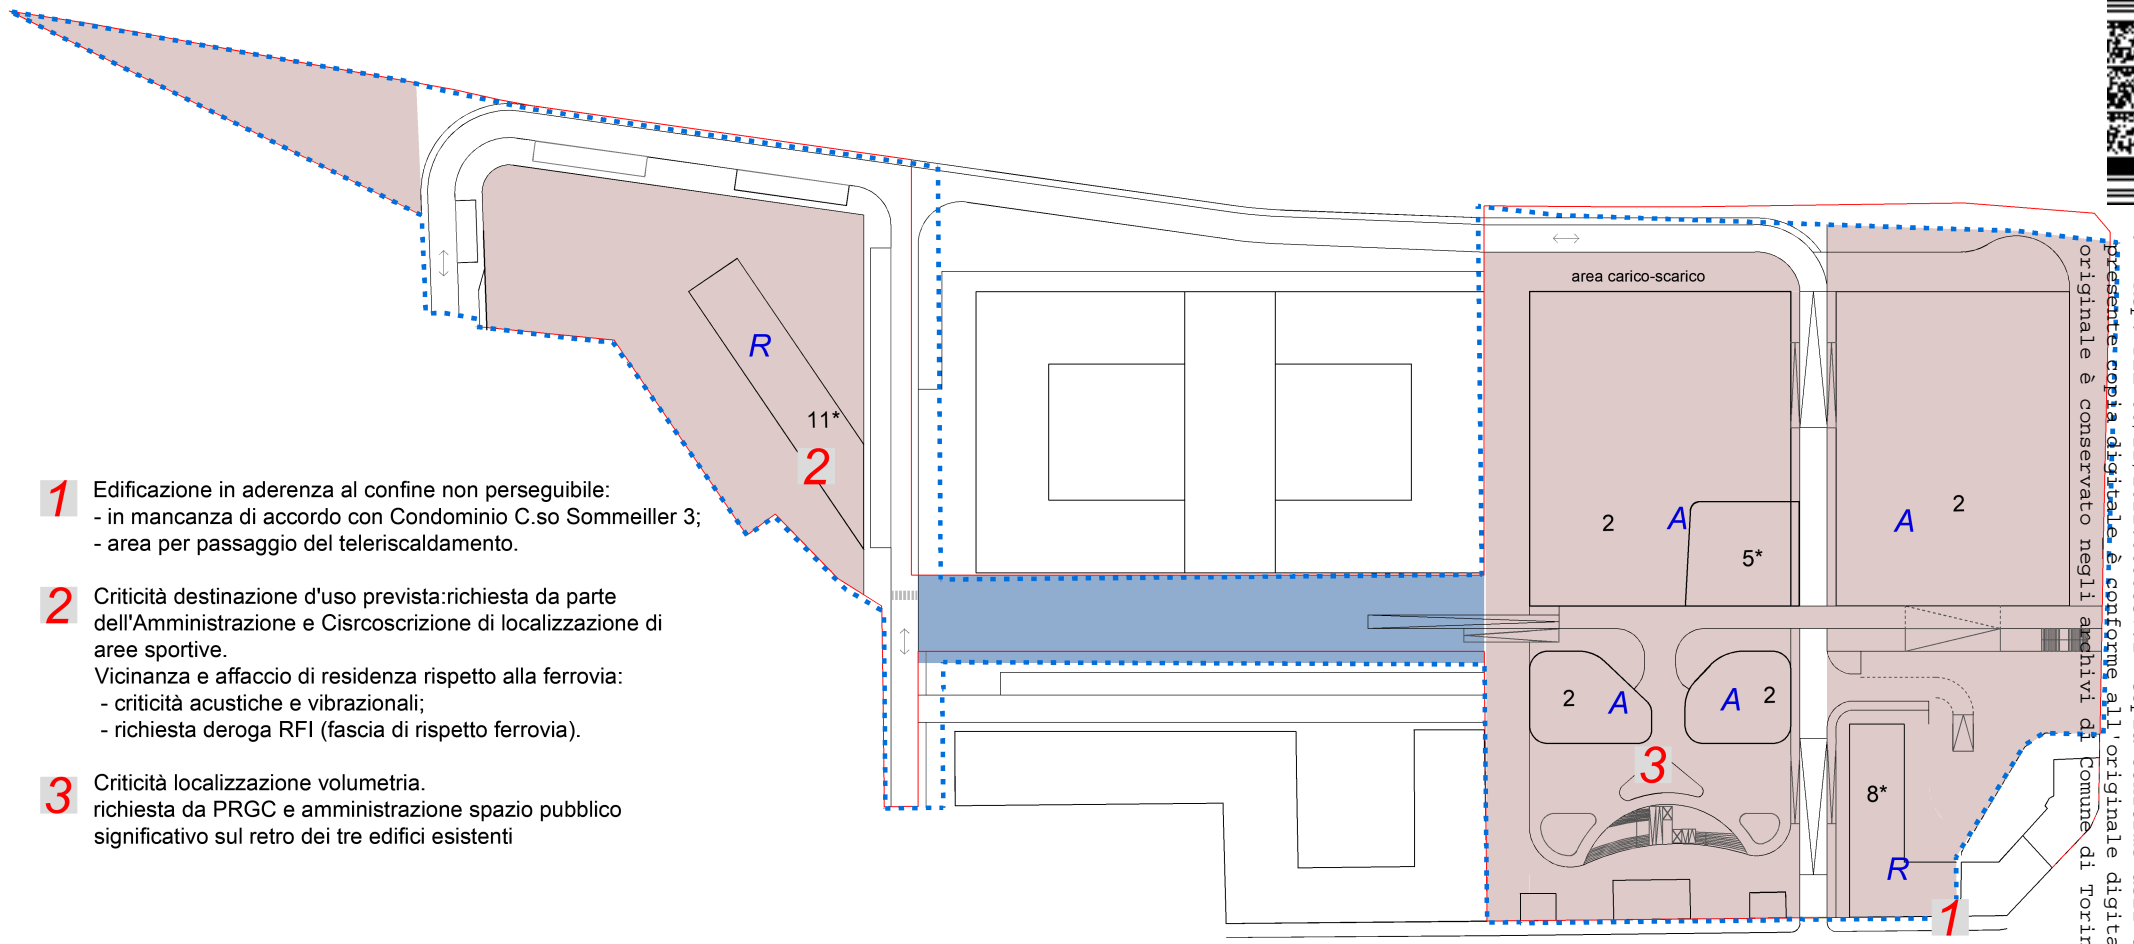 area carico-scarico
R
11*
2
2
A
5*
A
2
2
A
A
2
3
8*
R
1
1 Edificazione in aderenza al confine non perseguibile:
- in mancanza di accordo con Condominio C.so Sommeiller 3;
- area per passaggio del teleriscaldamento.
2 Criticità destinazione d'uso prevista:richiesta da parte
dell'Amministrazione e Cisrcoscrizione di localizzazione di
aree sportive.
Vicinanza e affaccio di residenza rispetto alla ferrovia:
- criticità acustiche e vibrazionali;
- richiesta deroga RFI (fascia di rispetto ferrovia).
3 Criticità localizzazione volumetria.
richiesta da PRGC e amministrazione spazio pubblico
significativo sul retro dei tre edifici esistenti
presente copia digitale è conforme all'originale digita
originale è conservato negli archivi di Comune di Torin